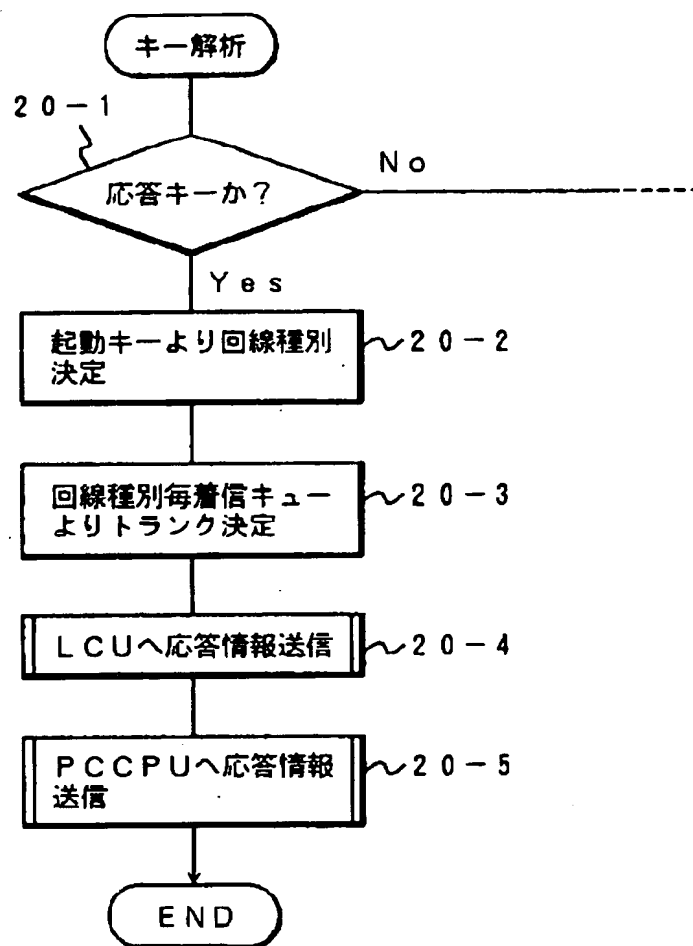 キー解析
20-1
応答キーか?
No
Yes
起動キーより回線種別
決定
20-2
回線種別毎着信キュー
よりトランク決定
20-3
LCUへ応答情報送信
20-4
PCCPUへ応答情報
送信
20-5
END